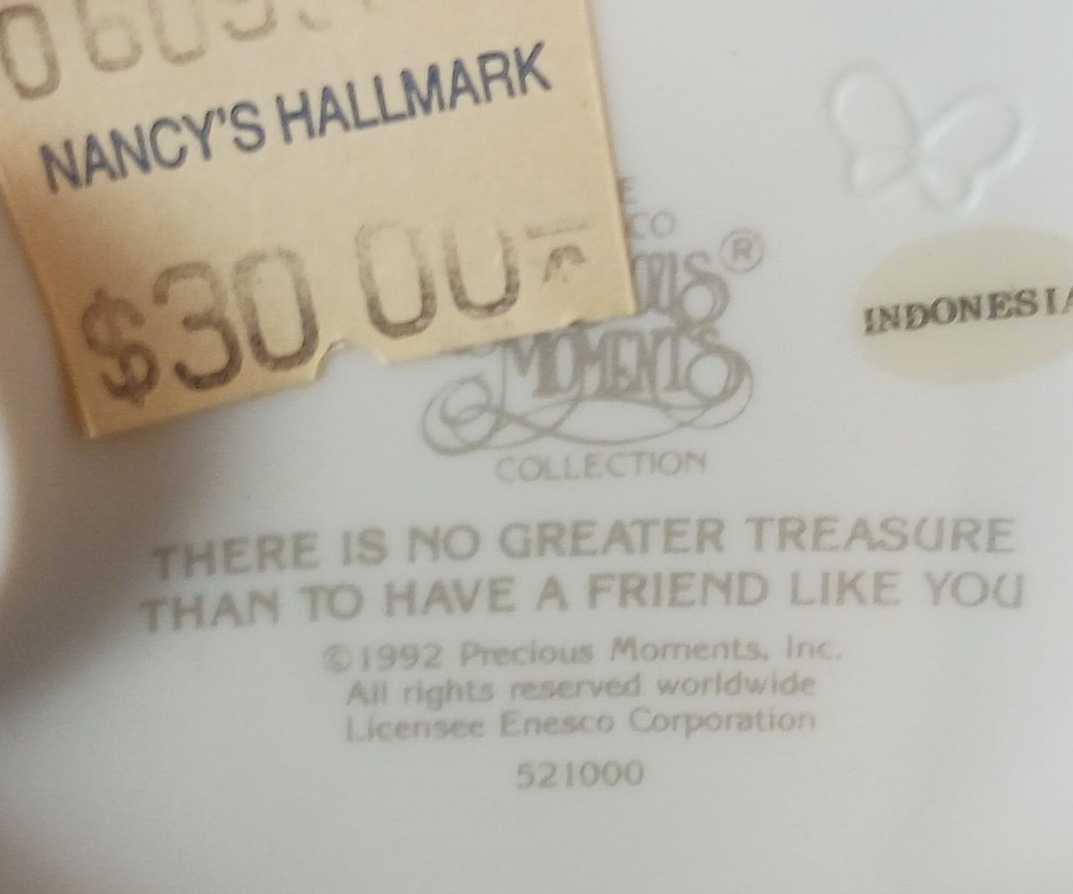 NANCY'S HALLMARK
$30.00
MOMENTS
COLLECTION
INDONESIA
THERE IS NO GREATER TREASURE
THAN TO HAVE A FRIEND LIKE YOU
©1992 Precious Moments, Inc.
All rights reserved worldwide
Licensee Enesco Corporation
521000